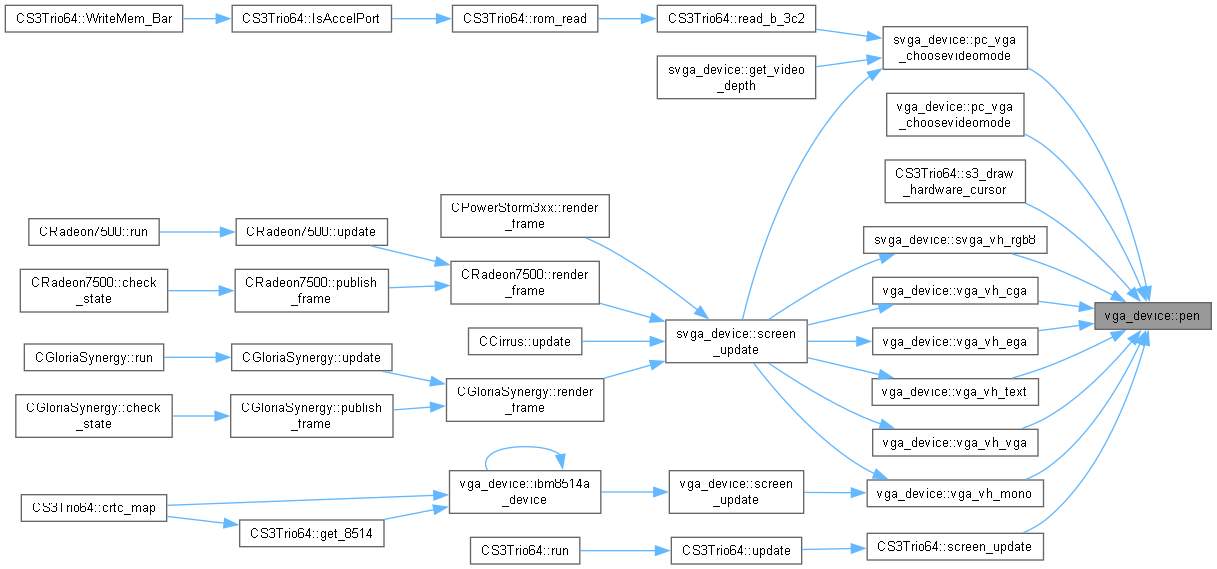 CS3Trio64::WriteMem_Bar
CS3Trio64::IsAccelPort
CS3Trio64::rom_read
CS3Trio64::read_b_3c2
svga_device::pc_vga
_choosevideomode
svga_device::get_video
_depth
vga_device::pc_vga
_choosevideomode
CS3Trio64::s3_draw
_hardware_cursor
CPowerStorm3xx::render
_frame
CRadeon7500::run
CRadeon7500::update
svga_device::svga_vh_rgb8
CRadeon7500::check
_state
CRadeon7500::publish
_frame
CRadeon7500::render
_frame
vga_device::vga_vh_cga
vga_device::pen
CCirrus::update
svga_device::screen
_update
vga_device::vga_vh_ega
CGloriaSynergy::run
CGloriaSynergy::update
CGloriaSynergy::render
_frame
vga_device::vga_vh_text
CGloriaSynergy::check
_state
CGloriaSynergy::publish
_frame
vga_device::vga_vh_vga
vga_device::ibm8514a
_device
vga_device::screen
_update
vga_device::vga_vh_mono
CS3Trio64::crtc_map
CS3Trio64::get_8514
CS3Trio64::run
CS3Trio64::update
CS3Trio64::screen_update